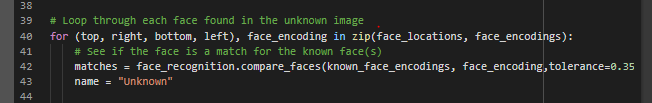 38
39 # Loop through each face found in the unknown image
40 for (top, right, bottom, left), face_encoding in zip(face_locations, face_encodings):
41 # See if the face is a match for the known face(s)
42 matches = face_recognition.compare_faces(known_face_encodings, face_encoding,tolerance=0.35
43 name = "Unknown"
44